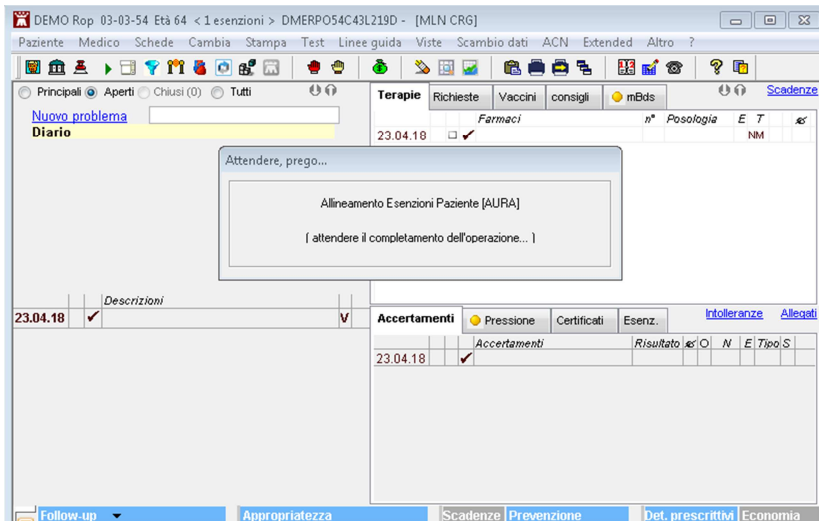 DEMO Rop 03-03-54 Età 64 < 1 esenzioni > DMERPO54C43L219D - [MLN CRG]
Paziente Medico Schede Cambia Stampa Test Linee guida Viste Scambio dati ACN Extended Altro ?
Principali Aperti Chiusi (0) Tutti
Nuovo problema
Diario
Terapie Richieste Vaccini consigli mBds Scadenze
Farmaci n° Posologia E T
23.04.18 NM
Attendere, prego...
Allineamento Esenzioni Paziente [AURA]
( attendere il completamento dell'operazione... )
Descrizioni
23.04.18 V
Accertamenti Pressione Certificati Esenz. Intolleranze Allegati
Accertamenti Risultato O N E Tipo S
23.04.18
Follow-up Appropriatezza Scadenze Prevenzione Det. prescrittivi Economia